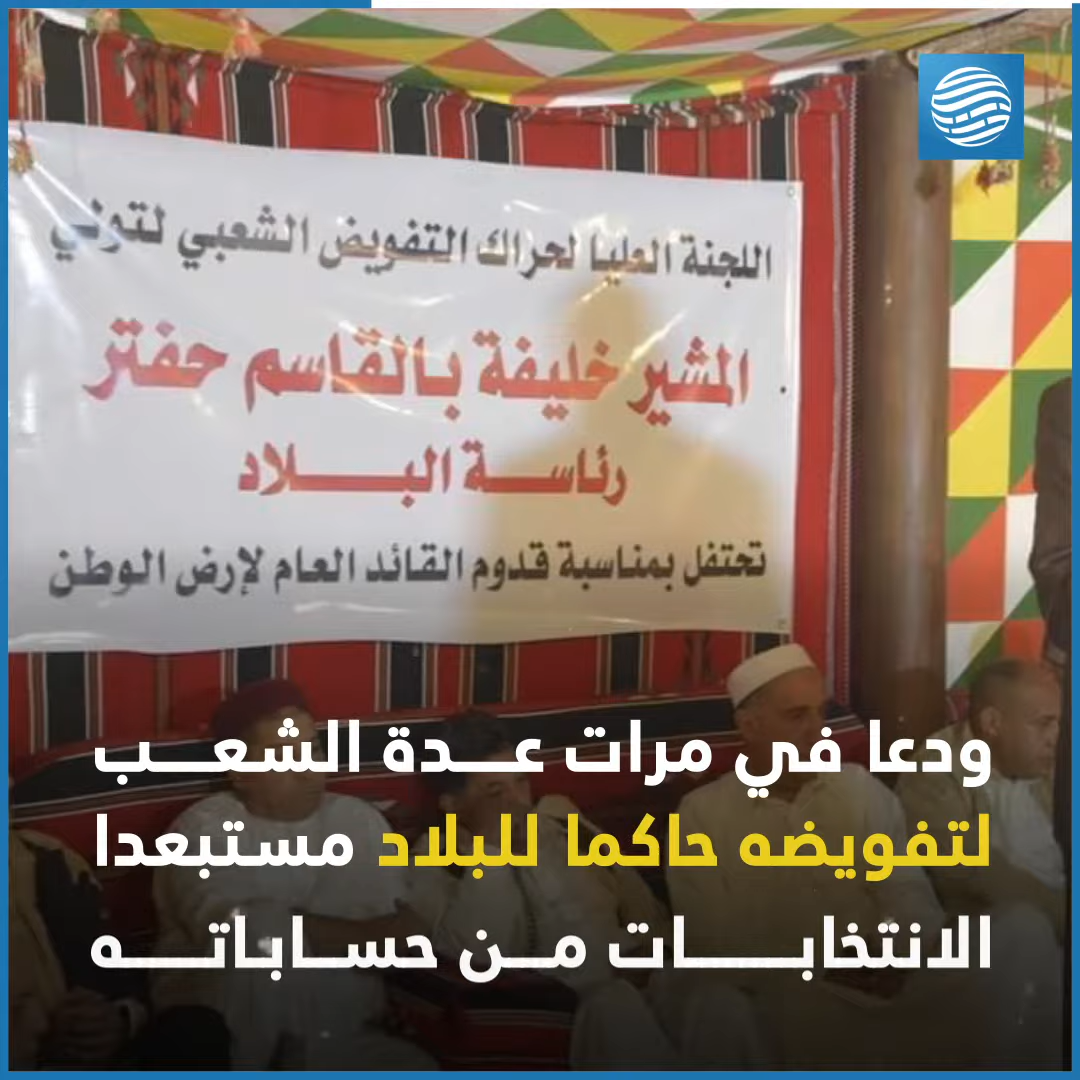 اللجنة العليا لحراك التفويض الشعبي لتولي
المشير خليفة بالقاسم حفتر
رئاسة البلاد
تحتفل بمناسبة قدوم القائد العام لإرض الوطن
ودعا في مرات عدة الشعب
لتفويضه حاكما للبلاد مستبعدا
الانتخابات من حساباته